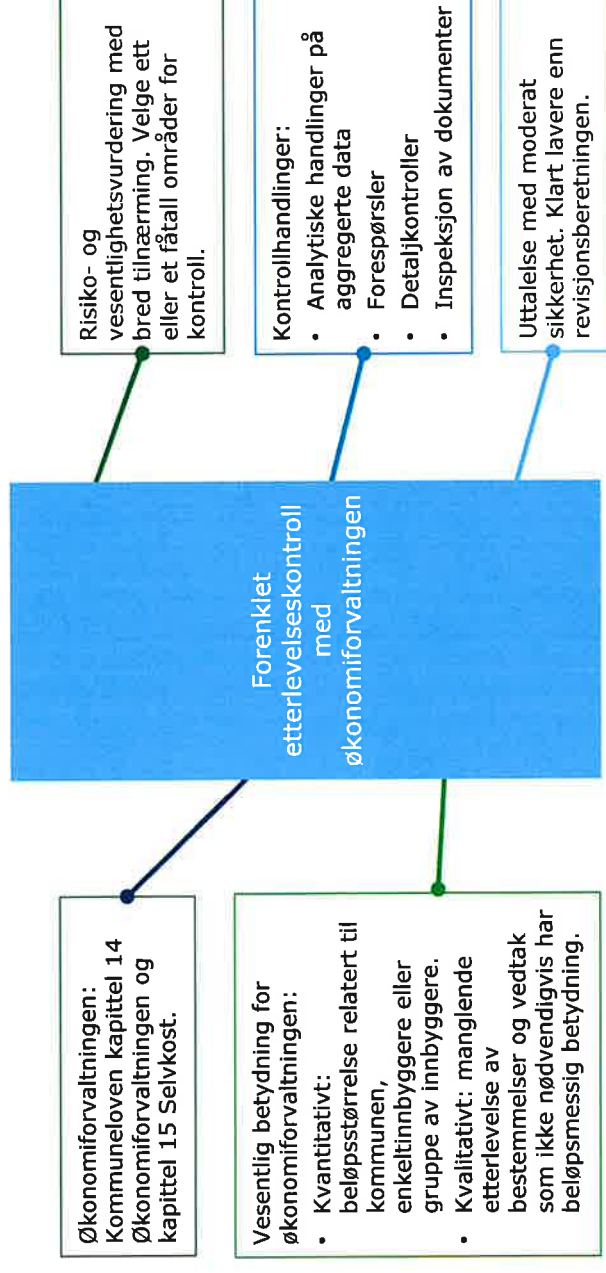 Økonomiforvaltningen:
Kommuneloven kapittel 14
Økonomiforvaltningen og
kapittel 15 Selvkost.
Vesentlig betydning for
økonomiforvaltningen:
• Kvantitativt:
beløpsstørrelse relatert til
kommunen,
enkeltinnbyggere eller
gruppe av innbyggere.
• Kvalitativt: manglende
etterlevelse av
bestemmelser og vedtak
som ikke nødvendigvis har
beløpsmessig betydning.
Forenklet
etterlevelseskontroll
med
økonomiforvaltningen
Risiko- og
vesentlighetsvurdering med
bred tilnærming. Velge ett
eller et fåtall områder for
kontroll.
Kontrollhandlinger:
• Analytiske handlinger på
aggregerte data
• Forespørsler
• Detaljkontroller
• Inspeksjon av dokumenter
Uttalelse med moderat
sikkerhet. Klart lavere enn
revisjonsberetningen.